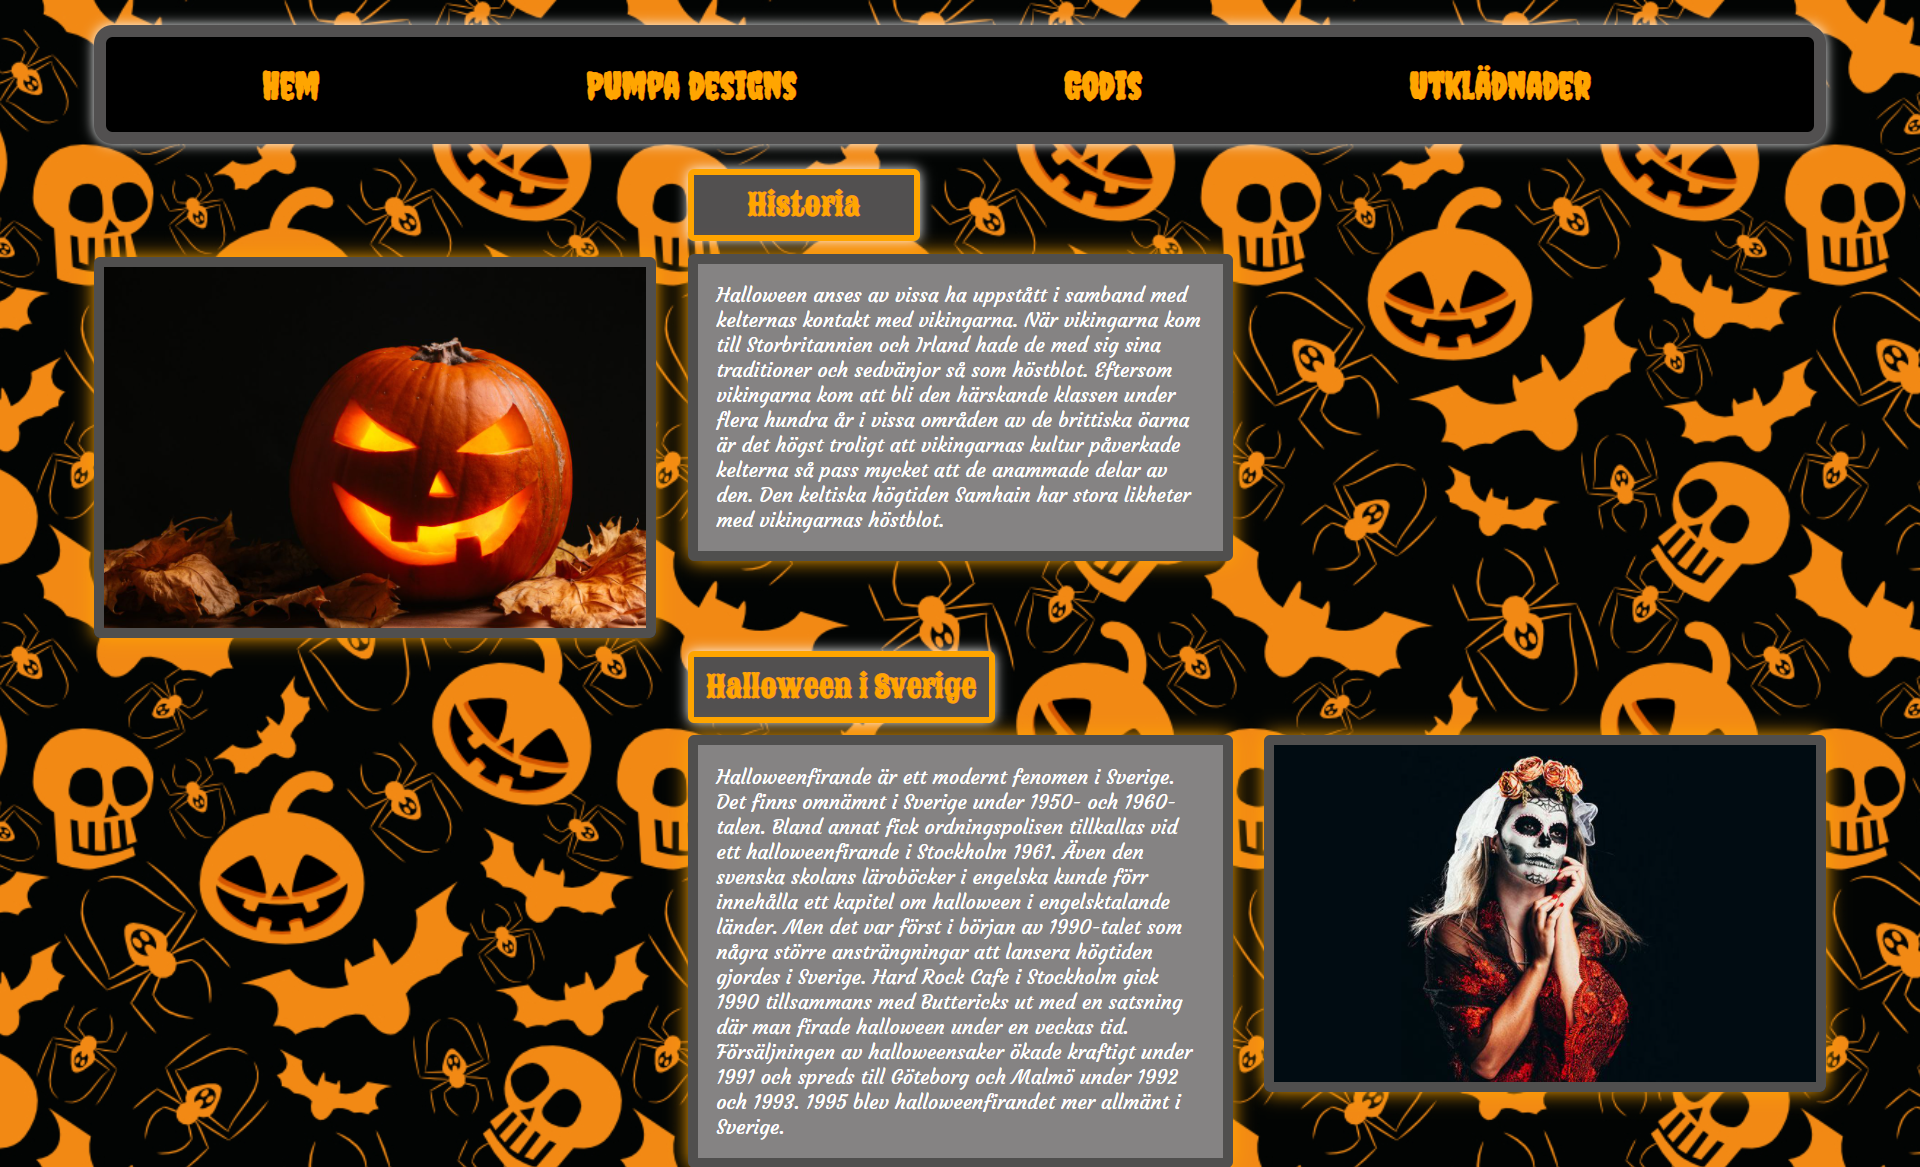 HEM
PUMPA DESIGNS
GODIS
UTKLÄDNADER
Historia
Halloween anses av vissa ha uppstått i samband med
kelternas kontakt med vikingarna. När vikingarna kom
till Storbritannien och Irland hade de med sig sina
traditioner och sedvänjor så som höstblot. Eftersom
vikingarna kom att bli den härskande klassen under
flera hundra år i vissa områden av de brittiska öarna
är det högst troligt att vikingarnas kultur påverkade
kelterna så pass mycket att de anammade delar av
den. Den keltiska högtiden Samhain har stora likheter
med vikingarnas höstblot.
Halloween i Sverige
Halloweenfirande är ett modernt fenomen i Sverige.
Det finns omnämnt i Sverige under 1950- och 1960-
talen. Bland annat fick ordningspolisen tillkallas vid
ett halloweenfirande i Stockholm 1961. Även den
svenska skolans läroböcker i engelska kunde förr
innehålla ett kapitel om halloween i engelsktalande
länder. Men det var först i början av 1990-talet som
några större ansträngningar att lansera högtiden
gjordes i Sverige. Hard Rock Cafe i Stockholm gick
1990 tillsammans med Buttericks ut med en satsning
där man firade halloween under en veckas tid.
Försäljningen av halloweensaker ökade kraftigt under
1991 och spreds till Göteborg och Malmö under 1992
och 1993. 1995 blev halloweenfirandet mer allmänt i
Sverige.